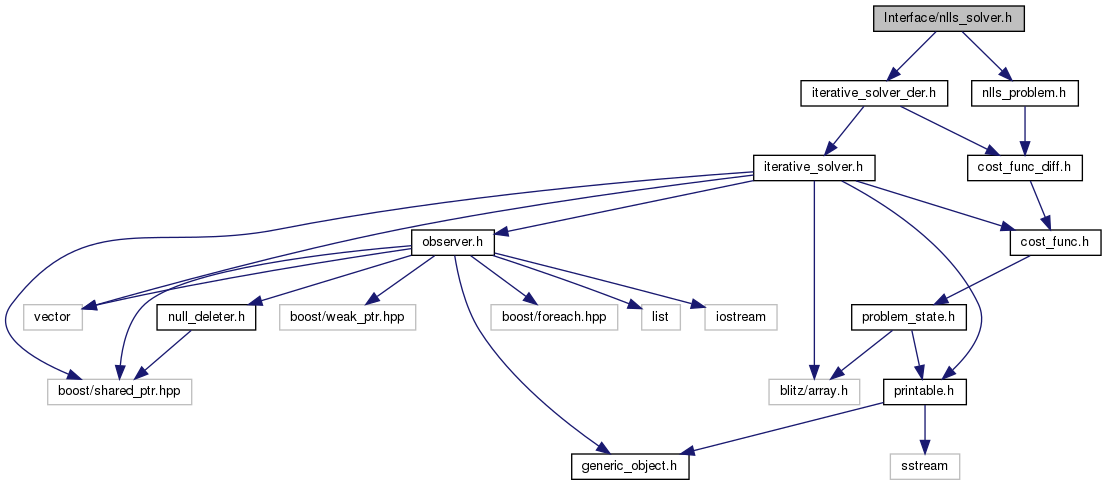 Interface/nlls_solver.h
iterative_solver_der.h
nlls_problem.h
iterative_solver.h
cost_func_diff.h
observer.h
cost_func.h
vector
null_deleter.h
boost/weak_ptr.hpp
boost/foreach.hpp
list
iostream
problem_state.h
boost/shared_ptr.hpp
blitz/array.h
printable.h
generic_object.h
sstream